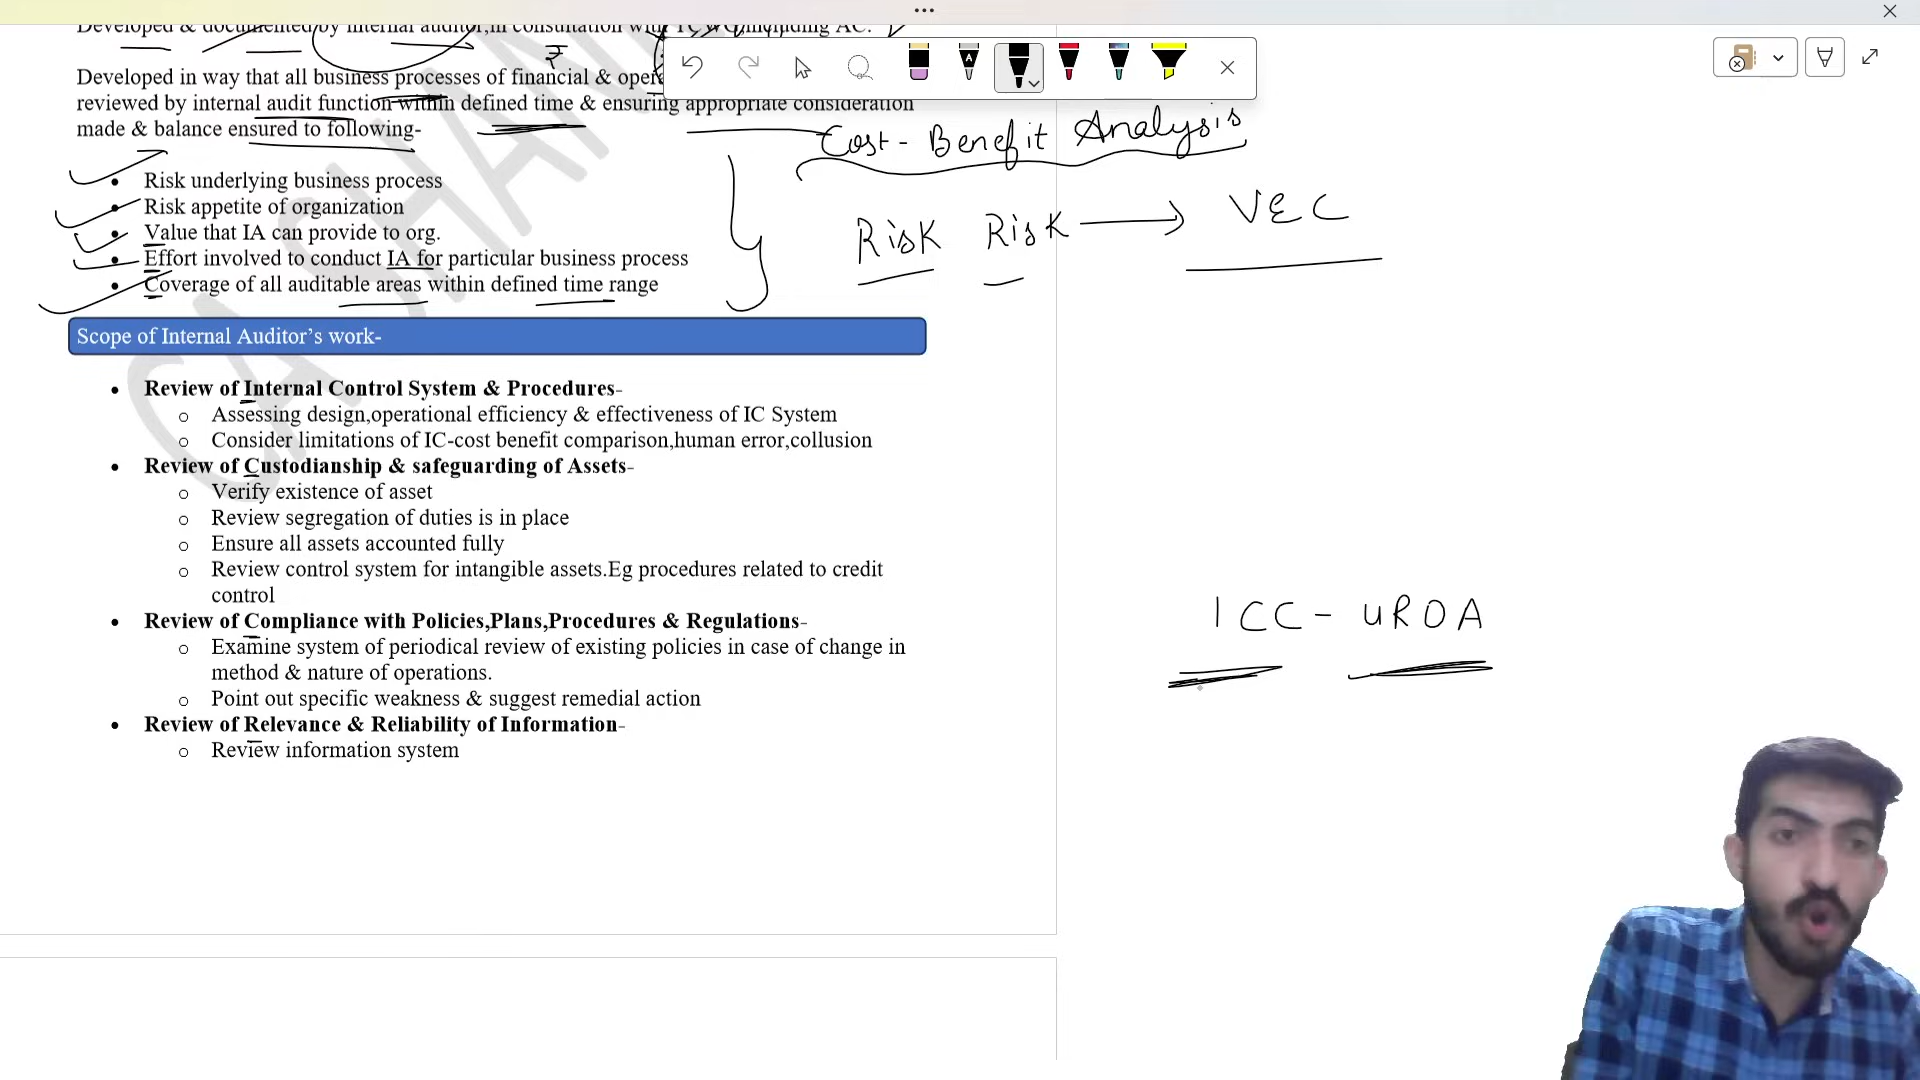 Developed & documented by internal auditor,in consultation with
Developed in way that all business processes of financial &
reviewed by internal audit function within defined time & ensuring appropriate consideration
made & balance ensured to following-
Cost - Benefit Analysis
• Risk underlying business process
• Risk appetite of organization
• Value that IA can provide to org.
• Effort involved to conduct IA for particular business process
• Coverage of all auditable areas within defined time range
Risk Risk → VEC
Scope of Internal Auditor’s work-
• Review of Internal Control System & Procedures-
o Assessing design,operational efficiency & effectiveness of IC System
o Consider limitations of IC-cost benefit comparison,human error,collusion
• Review of Custodianship & safeguarding of Assets-
o Verify existence of asset
o Review segregation of duties is in place
o Ensure all assets accounted fully
o Review control system for intangible assets.Eg procedures related to credit
control
• Review of Compliance with Policies,Plans,Procedures & Regulations-
o Examine system of periodical review of existing policies in case of change in
method & nature of operations.
o Point out specific weakness & suggest remedial action
• Review of Relevance & Reliability of Information-
o Review information system
ICC - UROA